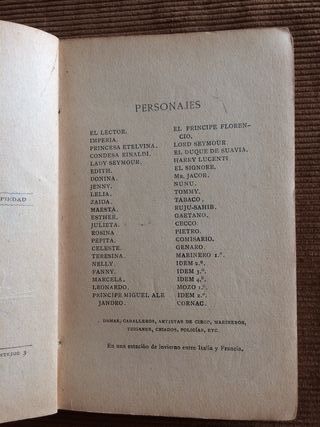 PIEDAD
PERSONAJES
EL LECTOR.
IMPERIA.
PRINCESA ETELVINA.
CONDESA RINALDI.
LADY SEYMOUR.
EDITH.
DONINA.
JENNY.
LELIA.
ZAIDA.
MAESTA.
ESTHER.
JULIETA.
ROSINA
PEPITA.
CELESTE.
TERESINA.
NELLY.
FANNY.
MARCELA.
LEONARDO.
PRINCIPE MIGUEL ALE
JANDRO.
EL PRINCIPE FLOREN-
CIO.
LORD SEYMOUR.
EL DUQUE DE SUAVIA.
HARRY LUCENTI
EL SIGNORE.
Mr. JACOB.
NUNU.
TOMMY.
TABACO.
RUJU-SAHIB.
GAETANO.
CECCO.
PIETRO.
COMISARIO.
GENARO
MARINERO 1.º
IDEM 2.º
IDEM 3.º
IDEM 4.º
MOZO 1.º
IDEM 2.º
CORNAC.
DAMAS, CABALLEROS, ARTISTAS DE CIRCO, MARINEROS,
TZIGANES, CRIADOS, POLICÍAS, ETC.
En una estación de invierno entre Italia y Francia.